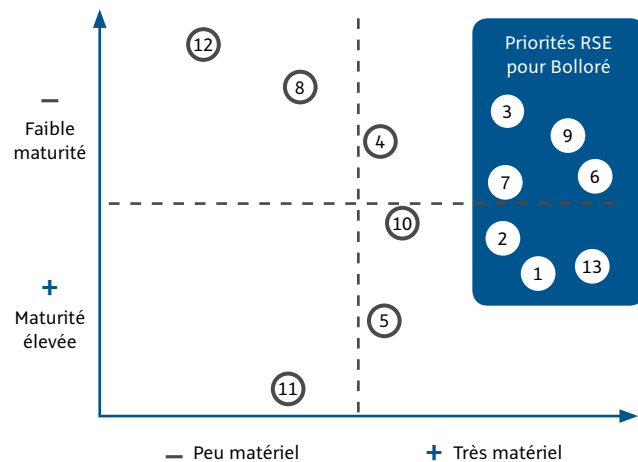 12
8
4
Priorités RSE
pour Bolloré
3
9
6
7
2
13
1
10
5
11
–
Faible
maturité
+
Maturité
élevée
– Peu matériel
+ Très matériel